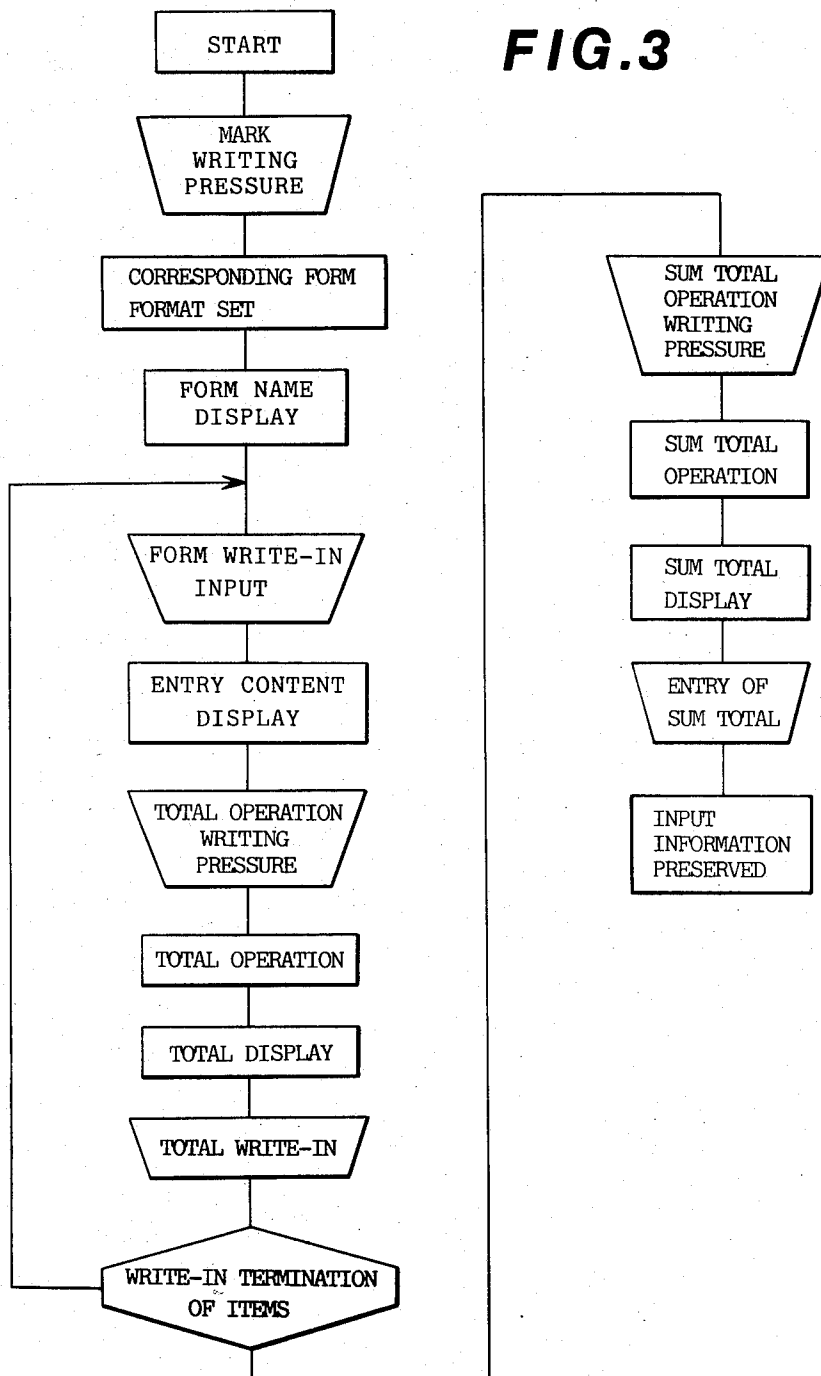 FIG.3
START
MARK
WRITING
PRESSURE
CORRESPONDING FORM
FORMAT SET
FORM NAME
DISPLAY
FORM WRITE-IN
INPUT
ENTRY CONTENT
DISPLAY
TOTAL OPERATION
WRITING
PRESSURE
TOTAL OPERATION
TOTAL DISPLAY
TOTAL WRITE-IN
WRITE-IN TERMINATION
OF ITEMS
SUM TOTAL
OPERATION
WRITING
PRESSURE
SUM TOTAL
OPERATION
SUM TOTAL
DISPLAY
ENTRY OF
SUM TOTAL
INPUT
INFORMATION
PRESERVED